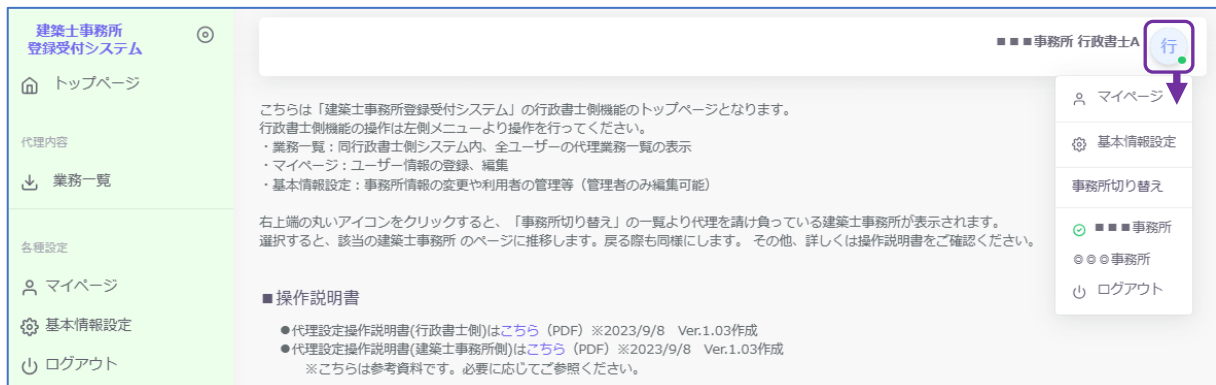 建築士事務所
登録受付システム
トップページ
代理内容
業務一覧
各種設定
マイページ
基本情報設定
ログアウト
■■■事務所 行政書士A
行
こちらは「建築士事務所登録受付システム」の行政書士側機能のトップページとなります。
行政書士側機能の操作は左側メニューより操作を行ってください。
・業務一覧：同行政書士側システム内、全ユーザーの代理業務一覧の表示
・マイページ：ユーザー情報の登録、編集
・基本情報設定：事務所情報の変更や利用者の管理等（管理者のみ編集可能）
右上端の丸いアイコンをクリックすると、「事務所切り替え」の一覧より代理を請け負っている建築士事務所が表示されます。
選択すると、該当の建築士事務所 のページに推移します。戻る際も同様にします。 その他、詳しくは操作説明書をご確認ください。
■操作説明書
●代理設定操作説明書(行政書士側)はこちら（PDF）※2023/9/8　Ver.1.03作成
●代理設定操作説明書(建築士事務所側)はこちら（PDF）※2023/9/8　Ver.1.03作成
※こちらは参考資料です。必要に応じてご参照ください。
マイページ
基本情報設定
事務所切り替え
■■■事務所
◎◎◎事務所
ログアウト